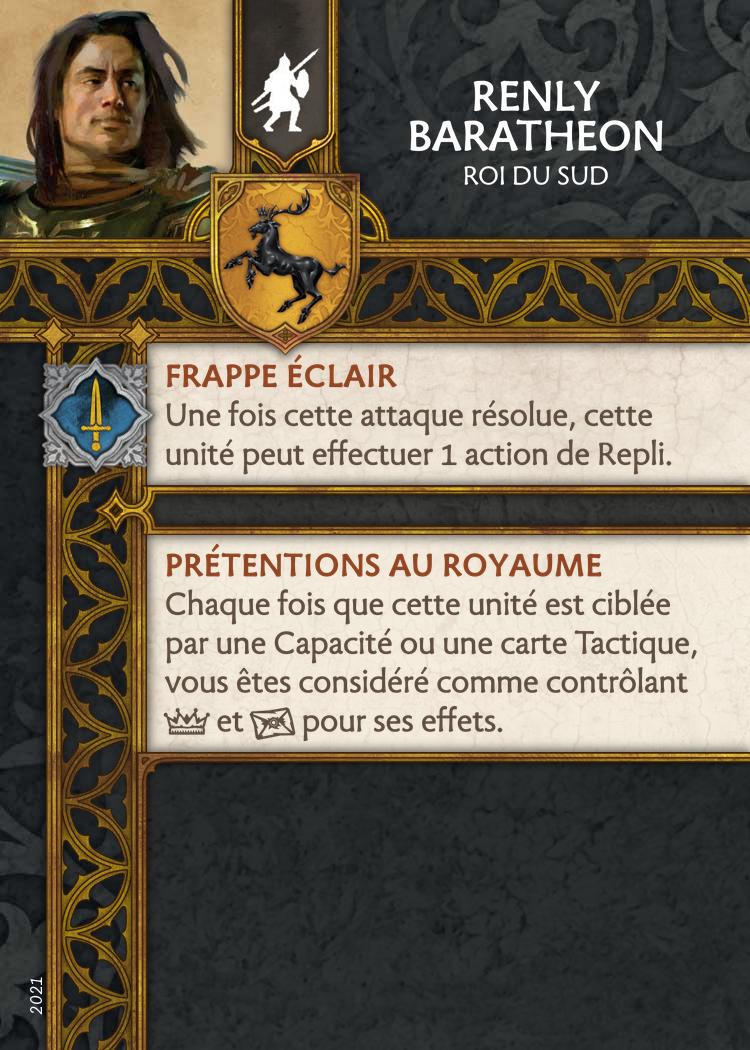 RENLY
BARATHEON
ROI DU SUD
FRAPPE ÉCLAIR
Une fois cette attaque résolue, cette
unité peut effectuer 1 action de Repli.
PRÉTENTIONS AU ROYAUME
Chaque fois que cette unité est ciblée
par une Capacité ou une carte Tactique,
vous êtes considéré comme contrôlant
et pour ses effets.
2021